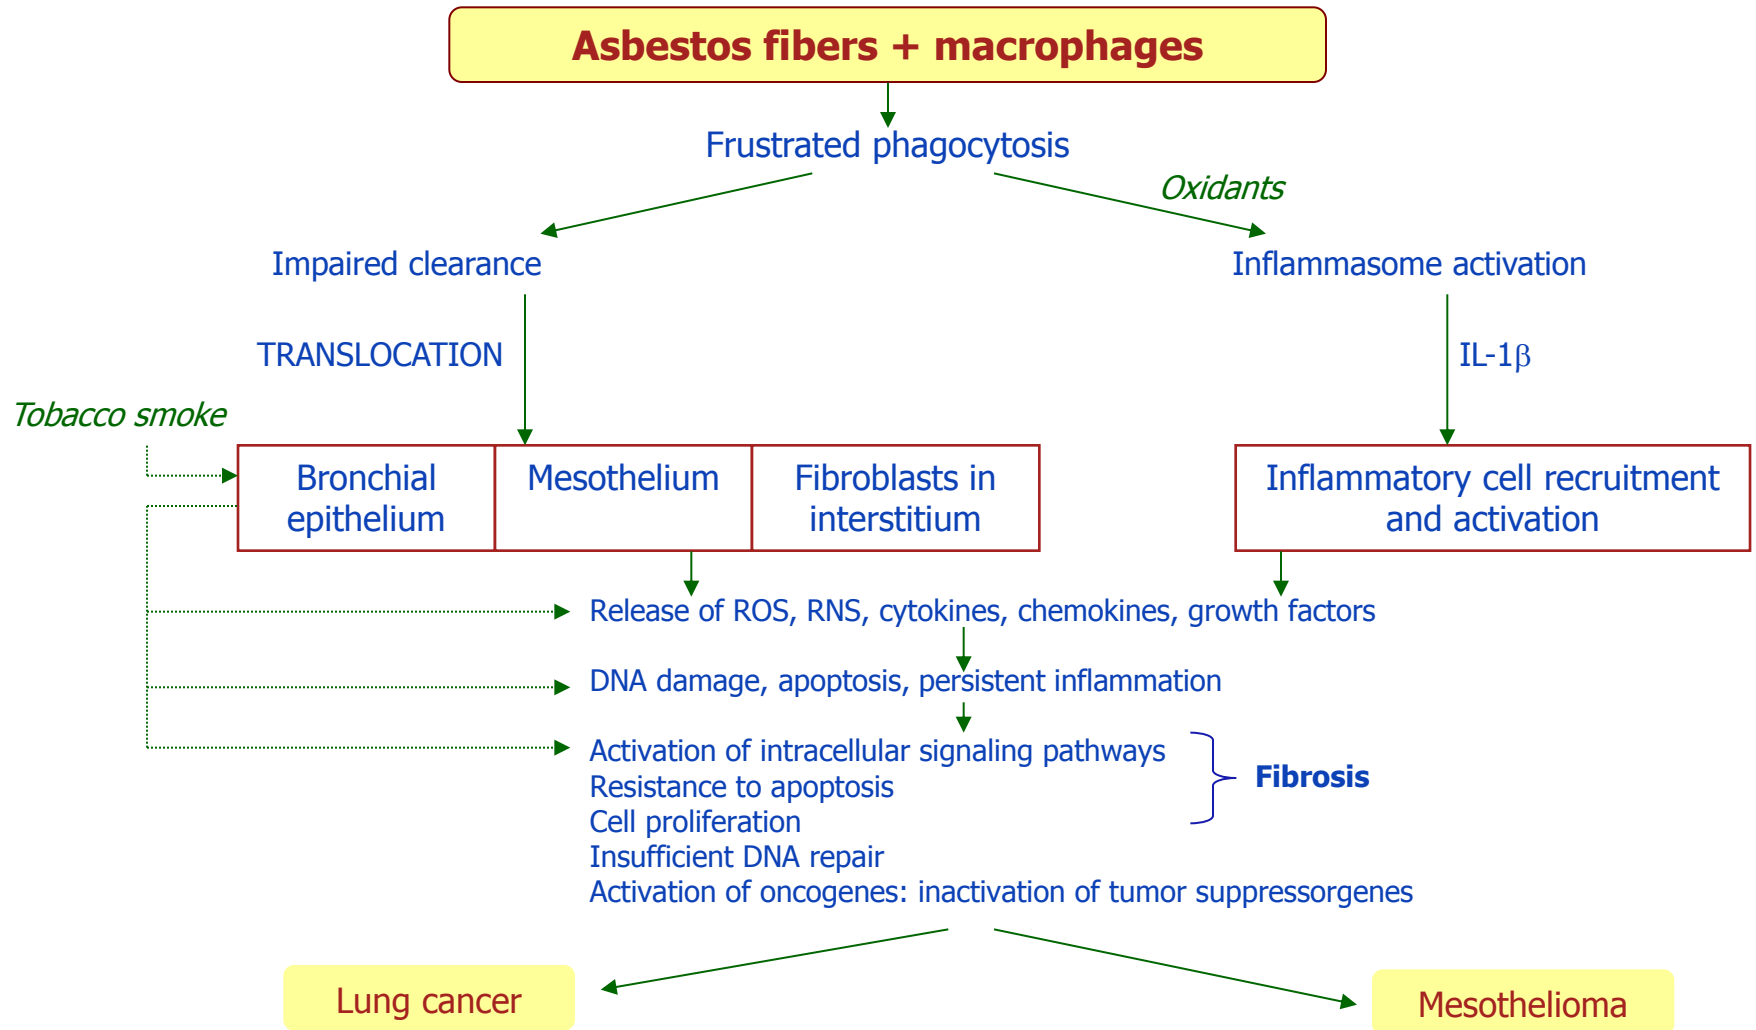 Asbestos fibers + macrophages
Frustrated phagocytosis
Oxidants
Impaired clearance
Inflammasome activation
TRANSLOCATION
IL-1β
Tobacco smoke
Bronchial
epithelium
Mesothelium
Fibroblasts in
interstitium
Inflammatory cell recruitment
and activation
Release of ROS, RNS, cytokines, chemokines, growth factors
DNA damage, apoptosis, persistent inflammation
Activation of intracellular signaling pathways
Resistance to apoptosis
Cell proliferation
Fibrosis
Insufficient DNA repair
Activation of oncogenes: inactivation of tumor suppressorgenes
Lung cancer
Mesothelioma